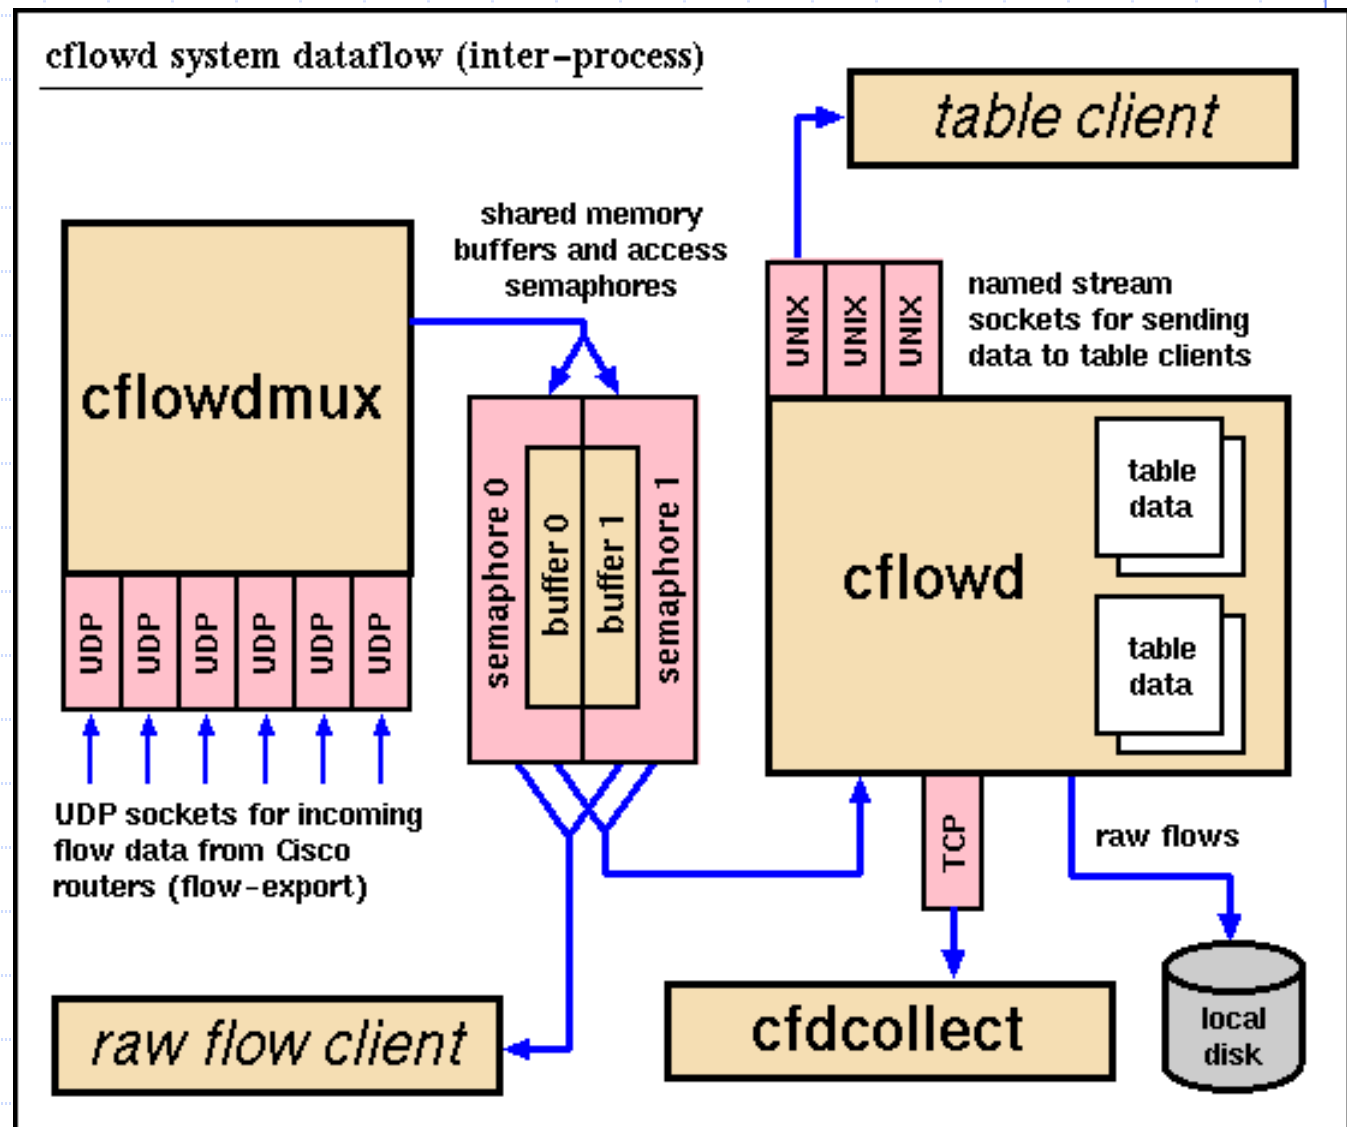 cflowd system dataflow (inter-process)
table client
shared memory
buffers and access
semaphores
named stream
sockets for sending
data to table clients
UNIX
UNIX
UNIX
cflowdmux
semaphore 0
buffer 0
buffer 1
semaphore 1
cflowd
table
data
table
data
UDP
UDP
UDP
UDP
UDP
UDP
UDP sockets for incoming
flow data from Cisco
routers (flow-export)
TCP
raw flows
raw flow client
cfdcollect
local
disk